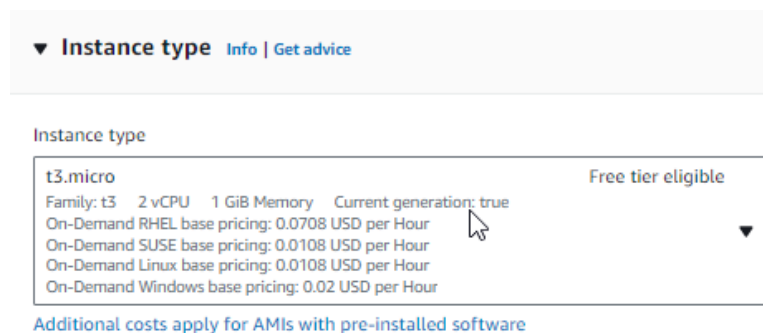 Instance type Info | Get advice
Instance type
t3.micro Free tier eligible
Family: t3 2 vCPU 1 GiB Memory Current generation: true
On-Demand RHEL base pricing: 0.0708 USD per Hour
On-Demand SUSE base pricing: 0.0108 USD per Hour
On-Demand Linux base pricing: 0.0108 USD per Hour
On-Demand Windows base pricing: 0.02 USD per Hour
Additional costs apply for AMIs with pre-installed software